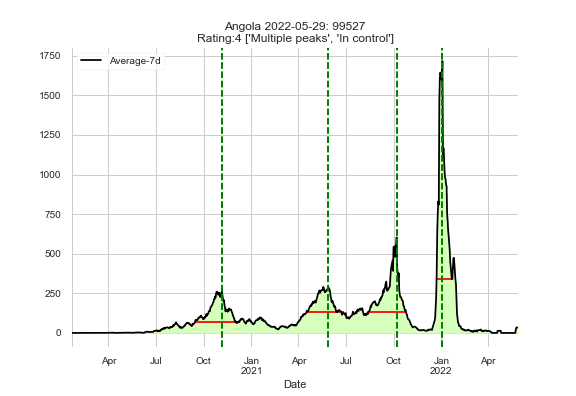 Angola 2022-05-29: 99527
Rating:4 ['Multiple peaks', 'In control']
1750
Average-7d
1500
1250
1000
750
500
250
0
Apr Jul Oct Jan Apr Jul Oct Jan Apr
2021 2022
Date